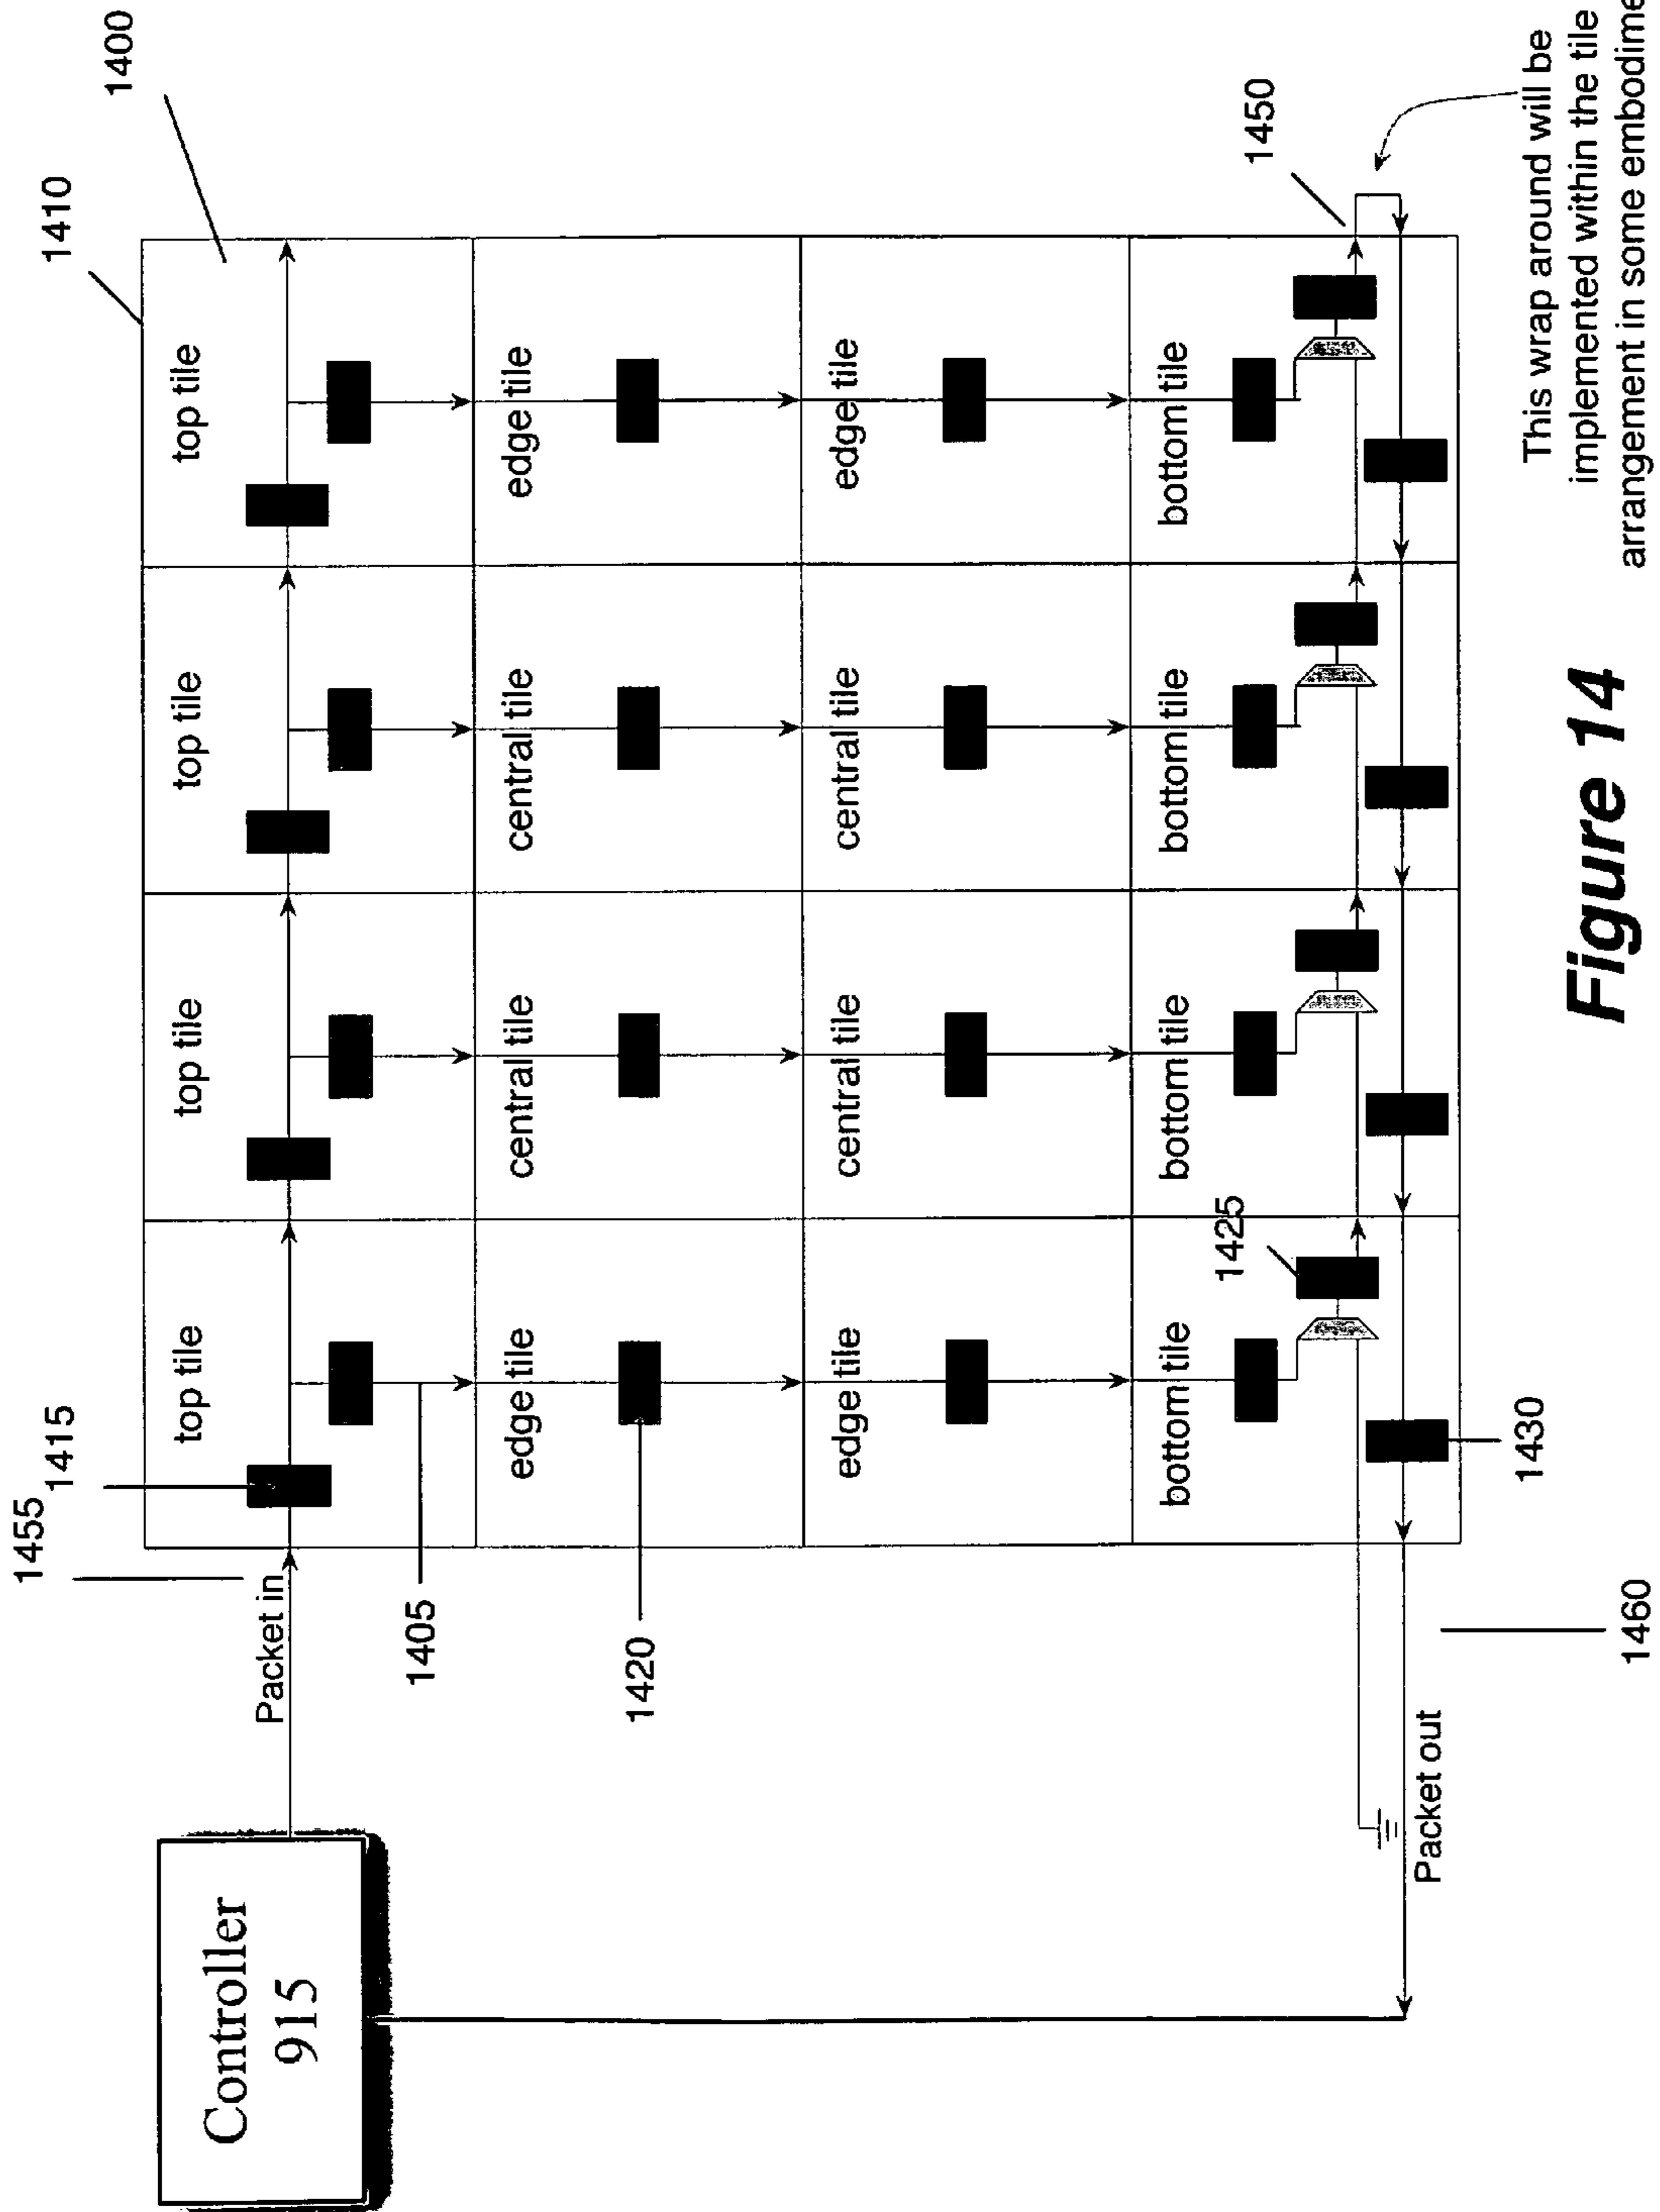 1455
1415
1410
1400
top tile
top tile
top tile
top tile
Controller
915
Packet in
1405
edge tile
central tile
central tile
edge tile
1420
edge tile
central tile
central tile
edge tile
bottom tile
bottom tile
bottom tile
bottom tile
1425
1450
Packet out
1430
1460
This wrap around will be
implemented within the tile
arrangement in some
Figure 14